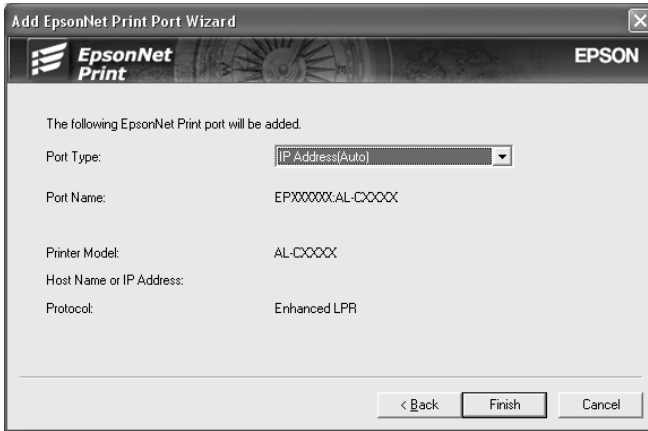 Add EpsonNet Print Port Wizard
EpsonNet
Print
EPSON
The following EpsonNet Print port will be added.
Port Type: IP Address(Auto)
Port Name: EPXXXXXX:AL-CXXXX
Printer Model: AL-CXXXX
Host Name or IP Address:
Protocol: Enhanced LPR
< Back Finish Cancel